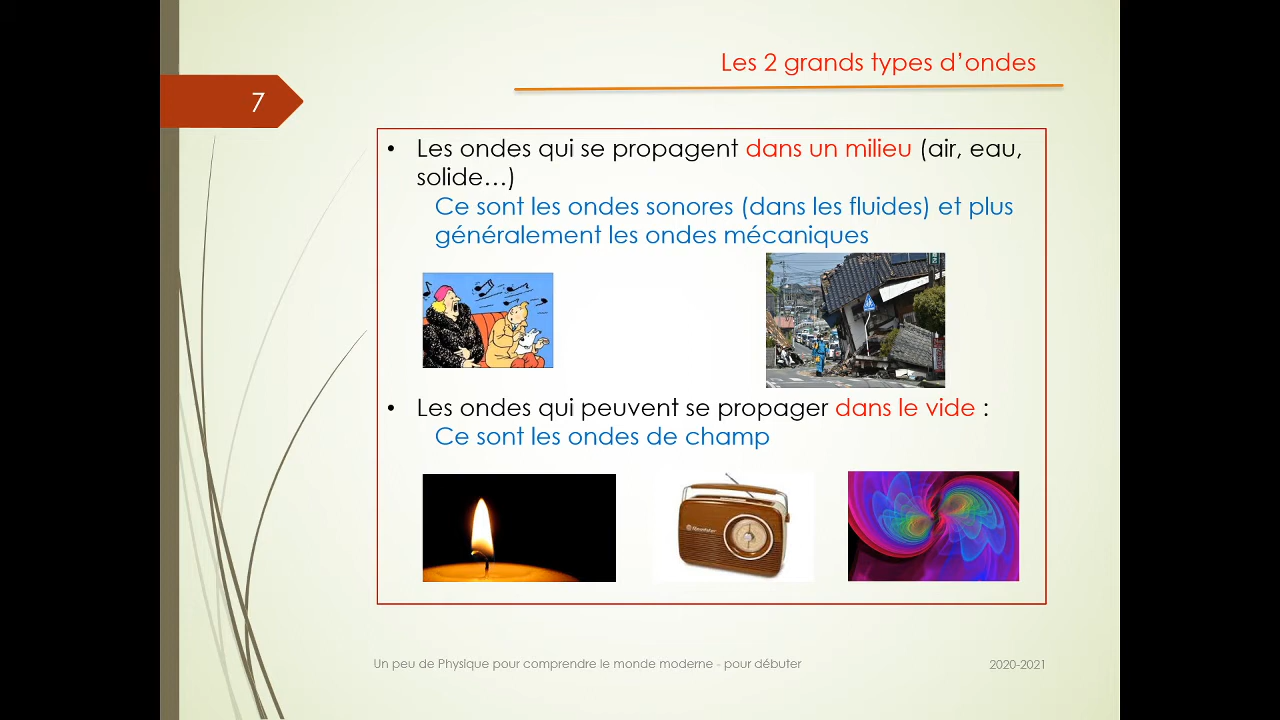 Les 2 grands types d’ondes
7
• Les ondes qui se propagent dans un milieu (air, eau,
solide…)
Ce sont les ondes sonores (dans les fluides) et plus
généralement les ondes mécaniques
• Les ondes qui peuvent se propager dans le vide :
Ce sont les ondes de champ
Un peu de Physique pour comprendre le monde moderne - pour débuter
2020-2021